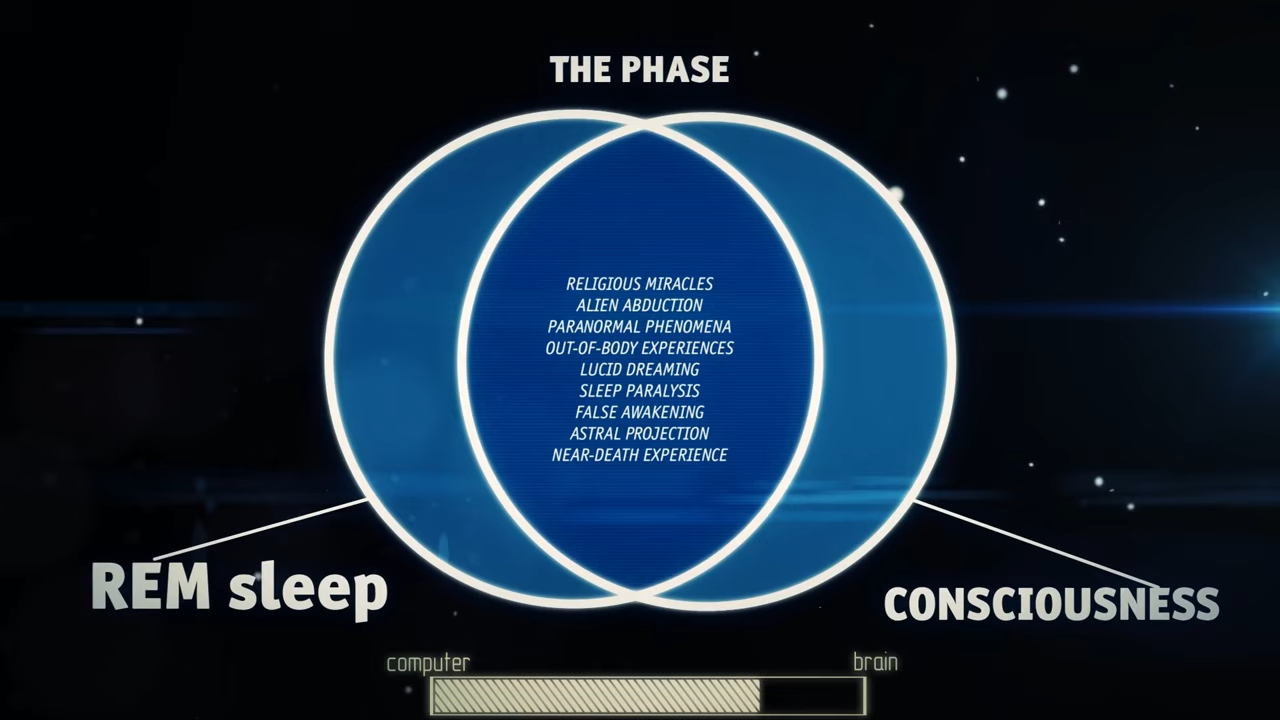 THE PHASE
RELIGIOUS MIRACLES
ALIEN ABDUCTION
PARANORMAL PHENOMENA
OUT-OF-BODY EXPERIENCES
LUCID DREAMING
SLEEP PARALYSIS
FALSE AWAKENING
ASTRAL PROJECTION
NEAR-DEATH EXPERIENCE
REM sleep
CONSCIOUSNESS
computer
brain